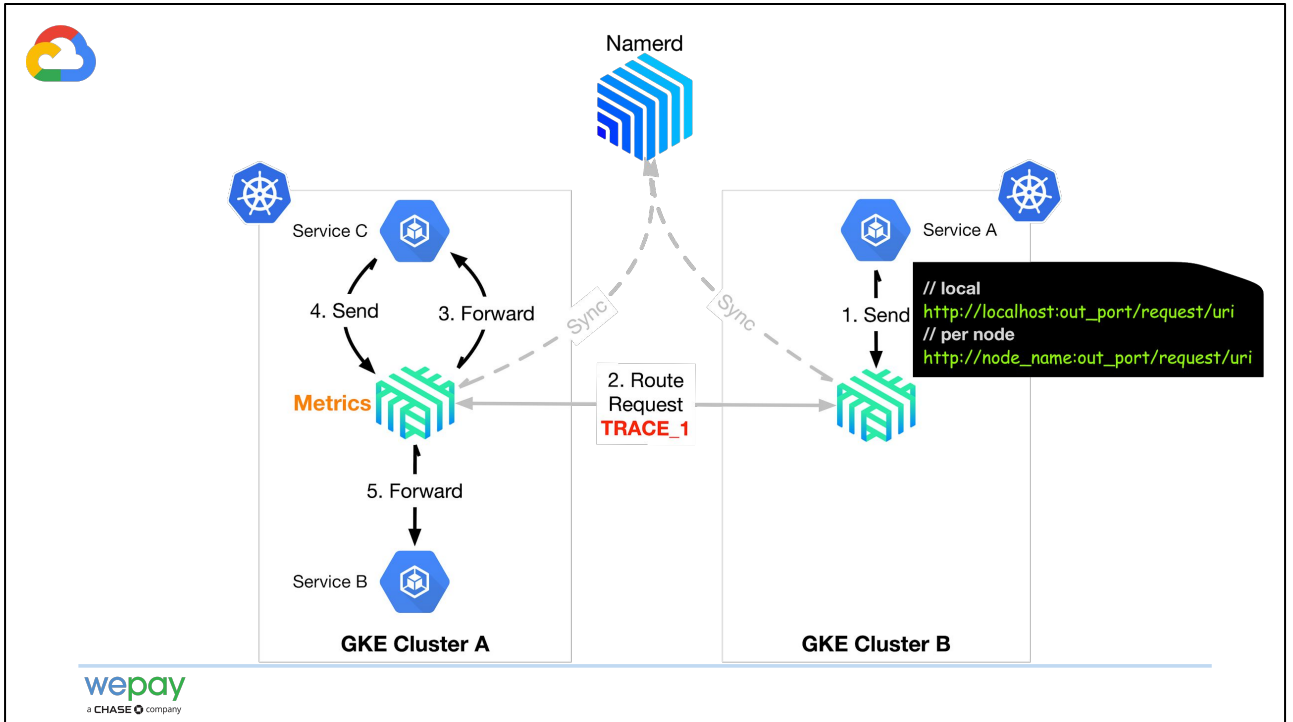 Namerd
Service C
Service A
// local
http://localhost:out_port/request/uri
// per node
http://node_name:out_port/request/uri
4. Send
3. Forward
Sync
Sync
1. Send
2. Route
Request
TRACE_1
Metrics
5. Forward
Service B
GKE Cluster A
GKE Cluster B
wepay
a CHASE company